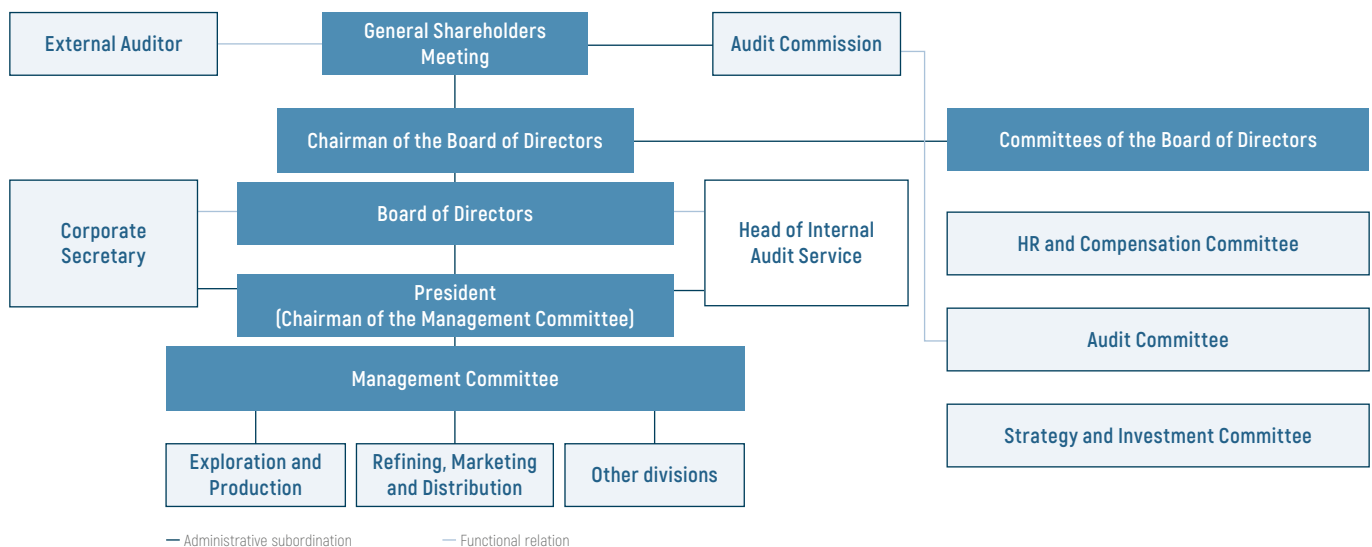 External Auditor
General Shareholders
Meeting
Audit Commission
Chairman of the Board of Directors
Committees of the Board of Directors
Corporate
Secretary
Board of Directors
Head of Internal
Audit Service
HR and Compensation Committee
President
(Chairman of the Management Committee)
Audit Committee
Management Committee
Strategy and Investment Committee
Exploration and
Production
Refining, Marketing
and Distribution
Other divisions
Administrative subordination
Functional relation